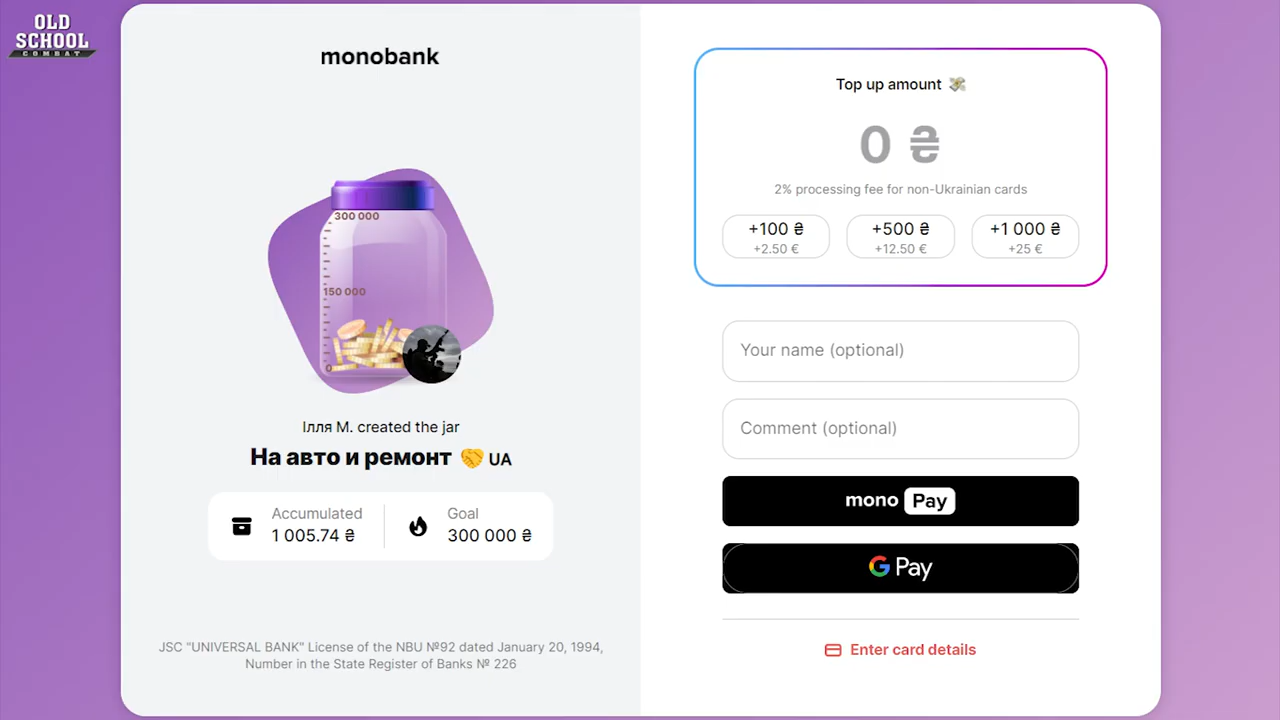 OLD
SCHOOL
COMBAT
monobank
300 000
150 000
0
Ілля М. created the jar
На авто и ремонт 🤝 UA
Accumulated
1 005.74 ₴
Goal
300 000 ₴
JSC "UNIVERSAL BANK" License of the NBU №92 dated January 20, 1994,
Number in the State Register of Banks № 226
Top up amount 💸
0 ₴
2% processing fee for non-Ukrainian cards
+100 ₴
+2.50 €
+500 ₴
+12.50 €
+1 000 ₴
+25 €
Your name (optional)
Comment (optional)
mono Pay
G Pay
Enter card details